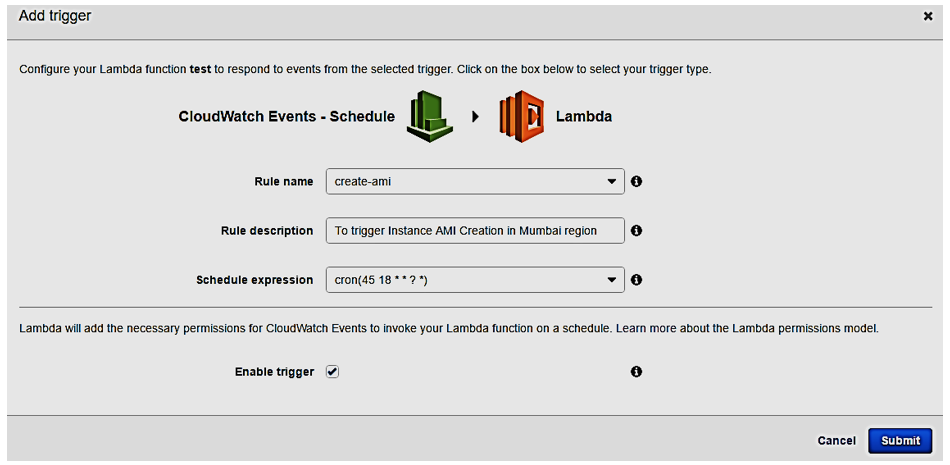 Add trigger
Configure your Lambda function test to respond to events from the selected trigger. Click on the box below to select your trigger type.
CloudWatch Events - Schedule Lambda
Rule name create-ami
Rule description To trigger Instance AMI Creation in Mumbai region
Schedule expression cron(45 18 * * ? *)
Lambda will add the necessary permissions for CloudWatch Events to invoke your Lambda function on a schedule. Learn more about the Lambda permissions model.
Enable trigger
Cancel Submit